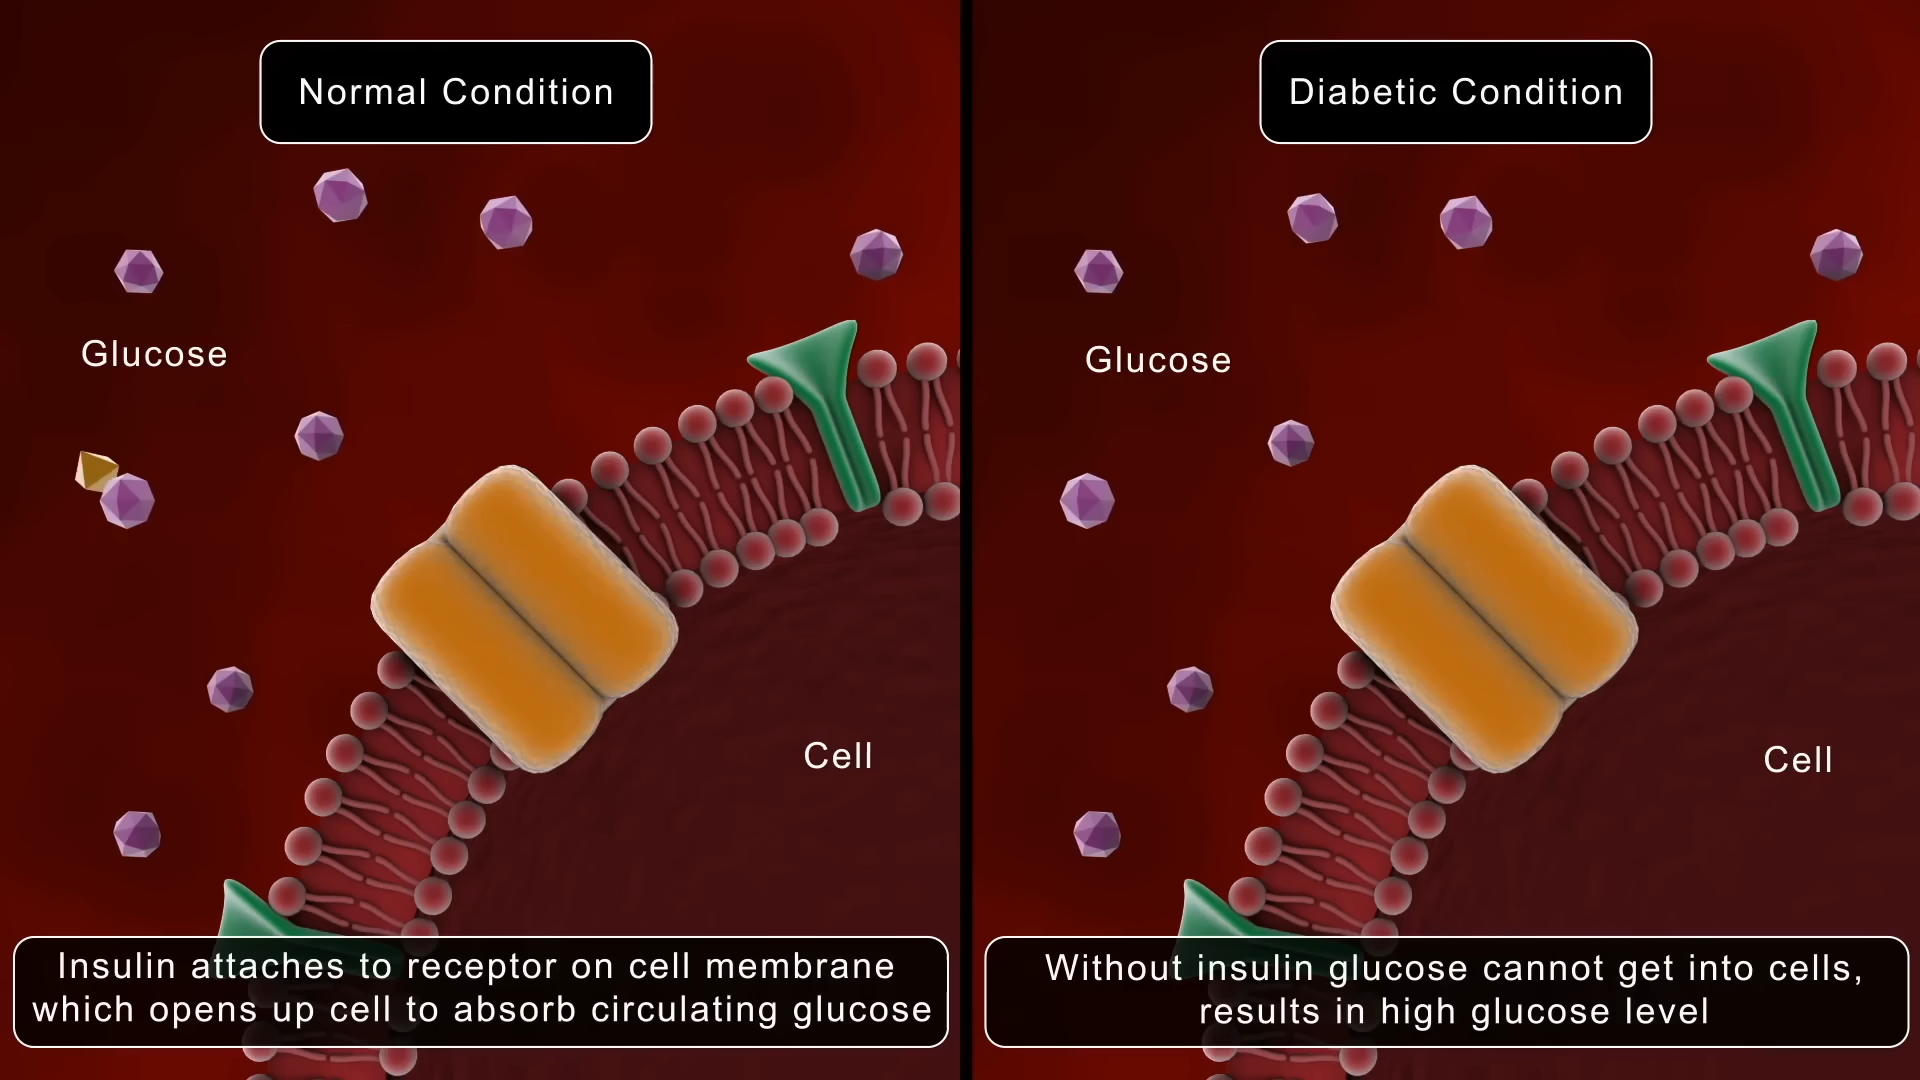 Normal Condition
Glucose
Cell
Insulin attaches to receptor on cell membrane
which opens up cell to absorb circulating glucose
Diabetic Condition
Glucose
Cell
Without insulin glucose cannot get into cells,
results in high glucose level